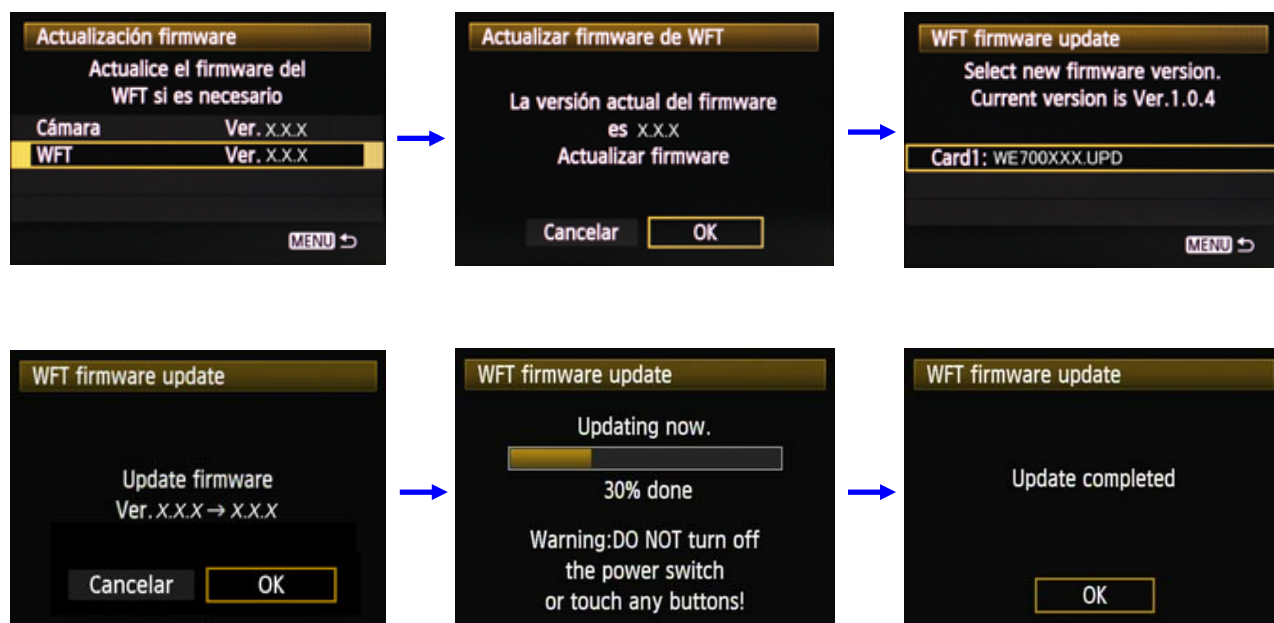 Actualización firmware
Actualice el firmware del
WFT si es necesario
Cámara Ver. X.X.X
WFT Ver. X.X.X
MENU
Actualizar firmware de WFT
La versión actual del firmware
es X.X.X
Actualizar firmware
Cancelar OK
WFT firmware update
Select new firmware version.
Current version is Ver.1.0.4
Card1: WE700XXX.UPD
MENU
WFT firmware update
Update firmware
Ver. X.X.X → X.X.X
Cancelar OK
WFT firmware update
Updating now.
30% done
Warning:DO NOT turn off
the power switch
or touch any buttons!
WFT firmware update
Update completed
OK